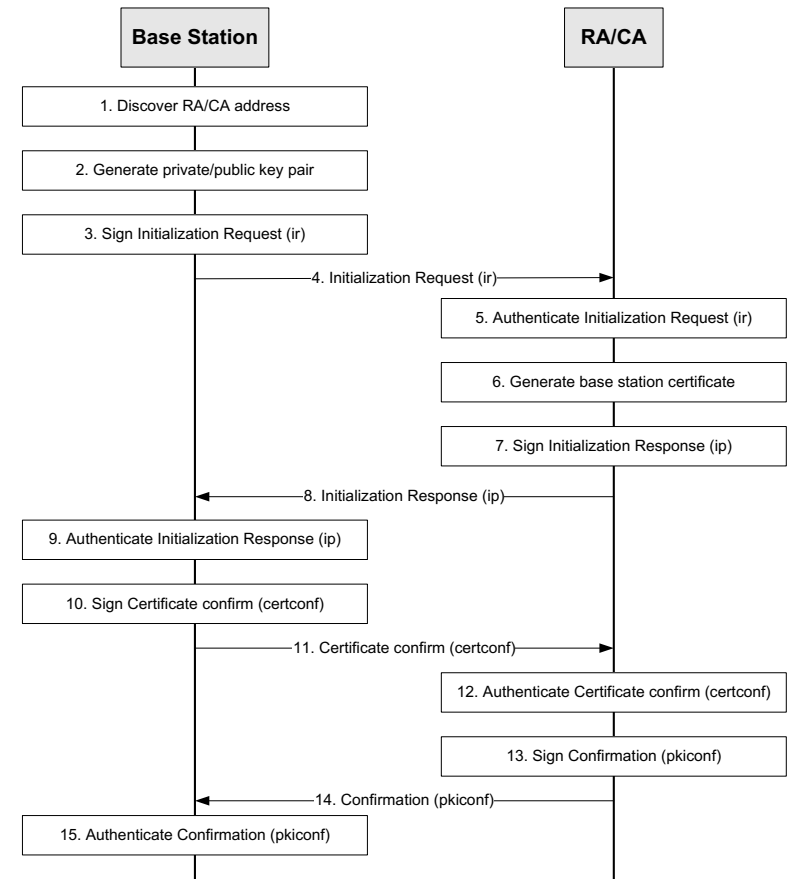 Base Station
RA/CA
1. Discover RA/CA address
2. Generate private/public key pair
3. Sign Initialization Request (ir)
4. Initialization Request (ir)
5. Authenticate Initialization Request (ir)
6. Generate base station certificate
7. Sign Initialization Response (ip)
8. Initialization Response (ip)
9. Authenticate Initialization Response (ip)
10. Sign Certificate confirm (certconf)
11. Certificate confirm (certconf)
12. Authenticate Certificate confirm (certconf)
13. Sign Confirmation (pkiconf)
14. Confirmation (pkiconf)
15. Authenticate Confirmation (pkiconf)